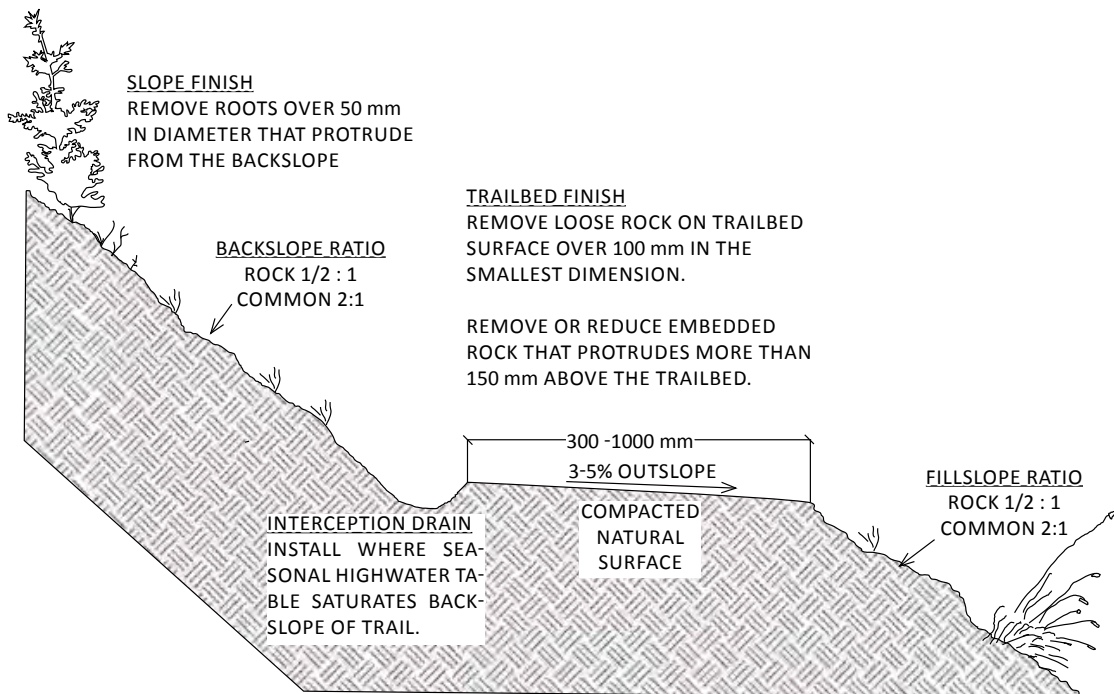 SLOPE FINISH
REMOVE ROOTS OVER 50 mm
IN DIAMETER THAT PROTRUDE
FROM THE BACKSLOPE
TRAILBED FINISH
REMOVE LOOSE ROCK ON TRAILBED
SURFACE OVER 100 mm IN THE
SMALLEST DIMENSION.
REMOVE OR REDUCE EMBEDDED
ROCK THAT PROTRUDES MORE THAN
150 mm ABOVE THE TRAILBED.
BACKSLOPE RATIO
ROCK 1/2 : 1
COMMON 2:1
300 -1000 mm
3-5% OUTSLOPE
COMPACTED
NATURAL
SURFACE
INTERCEPTION DRAIN
INSTALL WHERE SEA-
SONAL HIGHWATER TA-
BLE SATURATES BACK-
SLOPE OF TRAIL.
FILLSLOPE RATIO
ROCK 1/2 : 1
COMMON 2:1